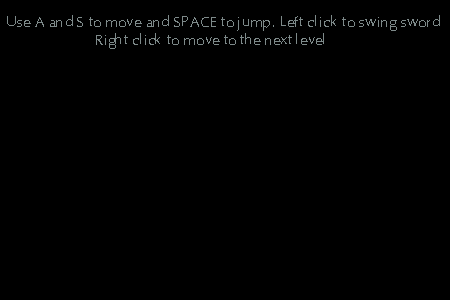 Use A and S to move and SPACE to jump. Left click to swing sword
Right click to move to the next level